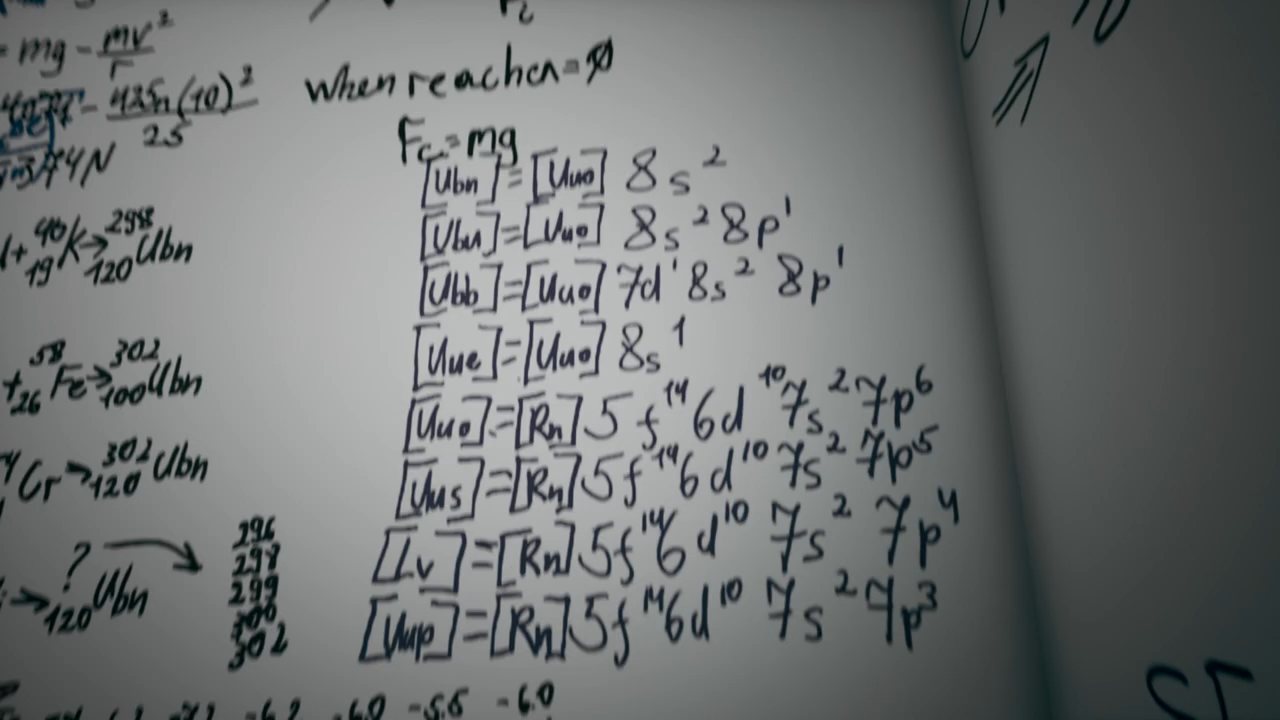 = mg - mv²/r
425n(10)²/25
when reach cn = 0
Fc = mg
[Ubn] = [Uuo] 8s²
[Ubu] = [Uuo] 8s² 8p¹
[Ubb] = [Uuo] 7d¹ 8s² 8p¹
[Uue] = [Uuo] 8s¹
[Uuo] = [Rn] 5f¹⁴ 6d¹⁰ 7s² 7p⁶
[Uus] = [Rn] 5f¹⁴ 6d¹⁰ 7s² 7p⁵
[Lv] = [Rn] 5f¹⁴ 6d¹⁰ 7s² 7p⁴
[Uup] = [Rn] 5f¹⁴ 6d¹⁰ 7s² 7p³
+ ⁴⁰₁₉K → ²⁹⁸₁₂₀Ubn
+ ⁵⁸₂₆Fe → ³⁰²₁₀₀Ubn
Cr → ³⁰²₁₂₀Ubn
→ ?₁₂₀Ubn
296
298
299
300
302
-6.0 -5.6 -6.0